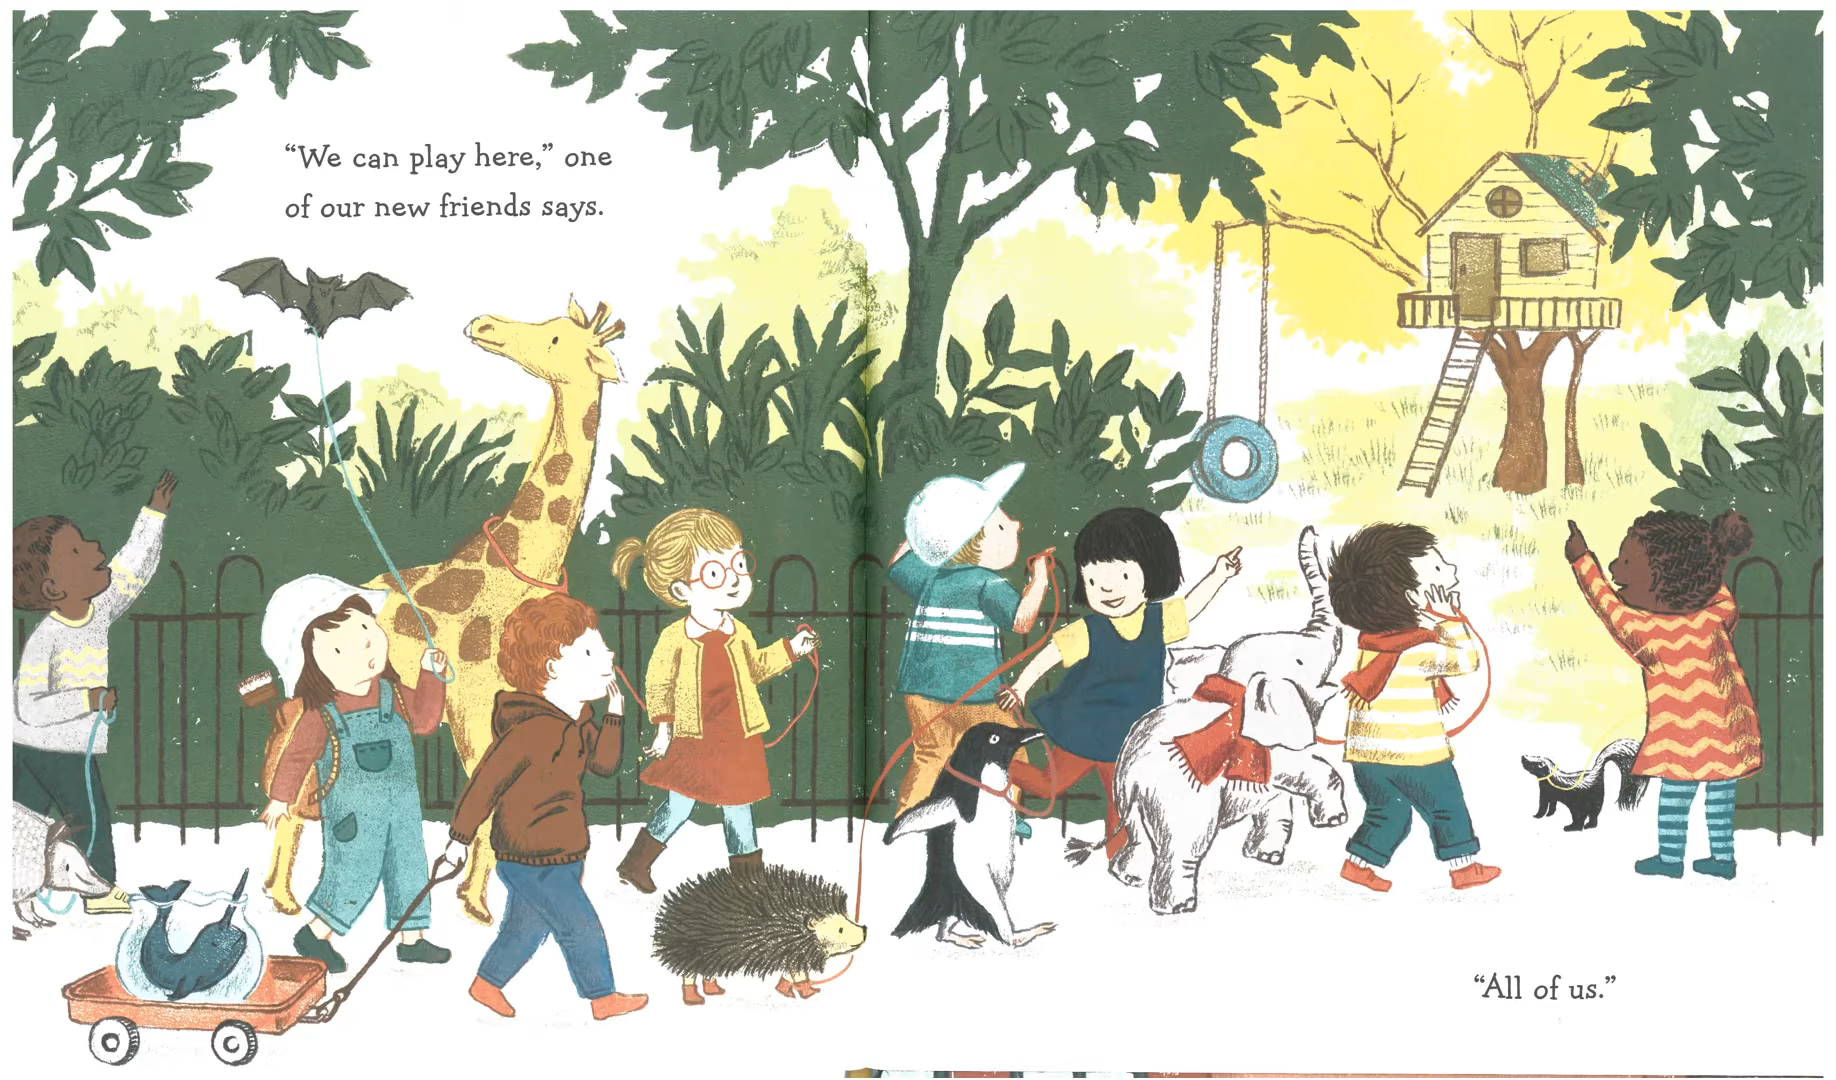 “We can play here,” one
of our new friends says.
“All of us.”